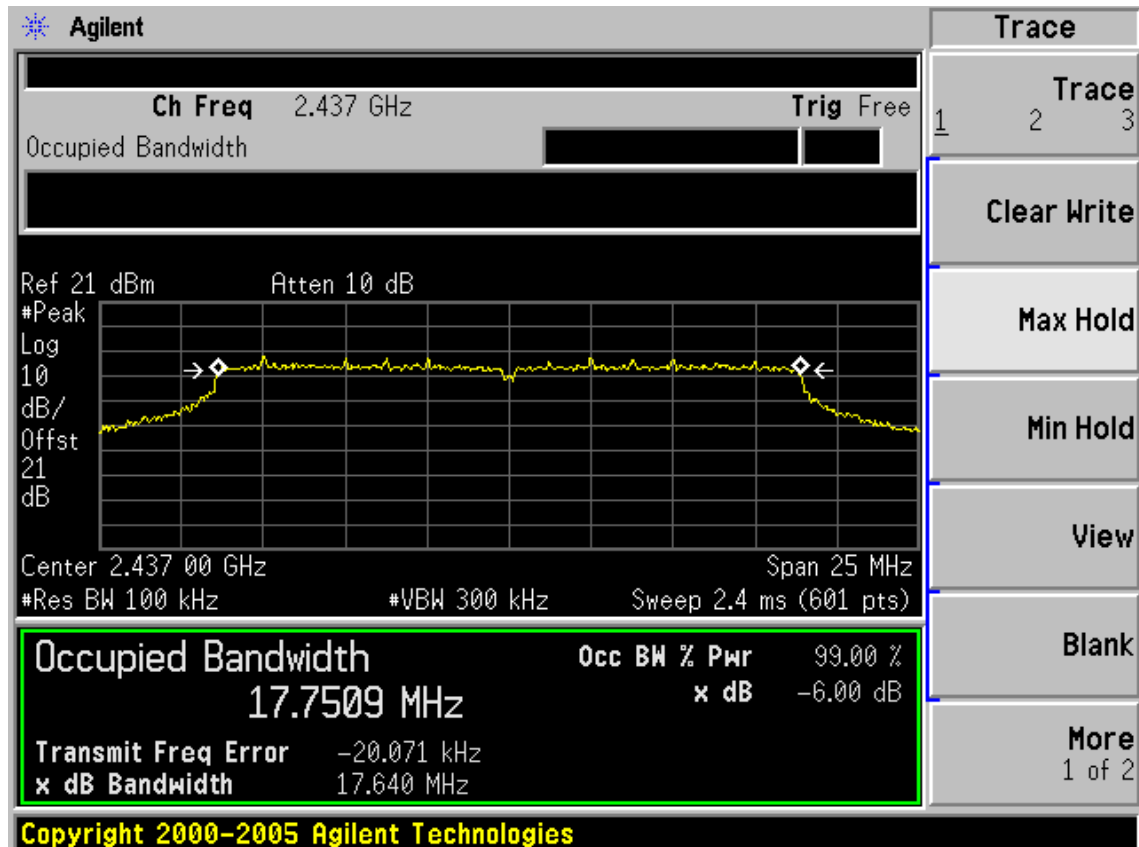 Agilent
Trace
Ch Freq 2.437 GHz Trig Free
Occupied Bandwidth
Ref 21 dBm Atten 10 dB
#Peak
Log
10
dB/
Offst
21
dB
Center 2.437 00 GHz Span 25 MHz
#Res BW 100 kHz #VBW 300 kHz Sweep 2.4 ms (601 pts)
Occupied Bandwidth Occ BW % Pwr 99.00 %
17.7509 MHz x dB -6.00 dB
Transmit Freq Error -20.071 kHz
x dB Bandwidth 17.640 MHz
Copyright 2000-2005 Agilent Technologies
Trace
1 2 3
Clear Write
Max Hold
Min Hold
View
Blank
More
1 of 2